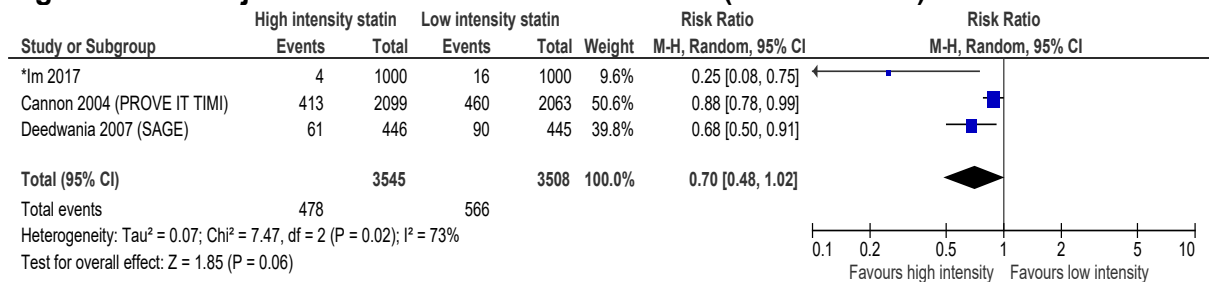 High intensity statin Low intensity statin Risk Ratio Risk Ratio
Study or Subgroup Events Total Events Total Weight M-H, Random, 95% CI M-H, Random, 95% CI
*Im 2017 4 1000 16 1000 9.6% 0.25 [0.08, 0.75]
Cannon 2004 (PROVE IT TIMI) 413 2099 460 2063 50.6% 0.88 [0.78, 0.99]
Deedwania 2007 (SAGE) 61 446 90 445 39.8% 0.68 [0.50, 0.91]
Total (95% CI) 3545 3508 100.0% 0.70 [0.48, 1.02]
Total events 478 566
Heterogeneity: Tau² = 0.07; Chi² = 7.47, df = 2 (P = 0.02); I² = 73%
Test for overall effect: Z = 1.85 (P = 0.06)
0.1 0.2 0.5 1 2 5 10
Favours high intensity Favours low intensity